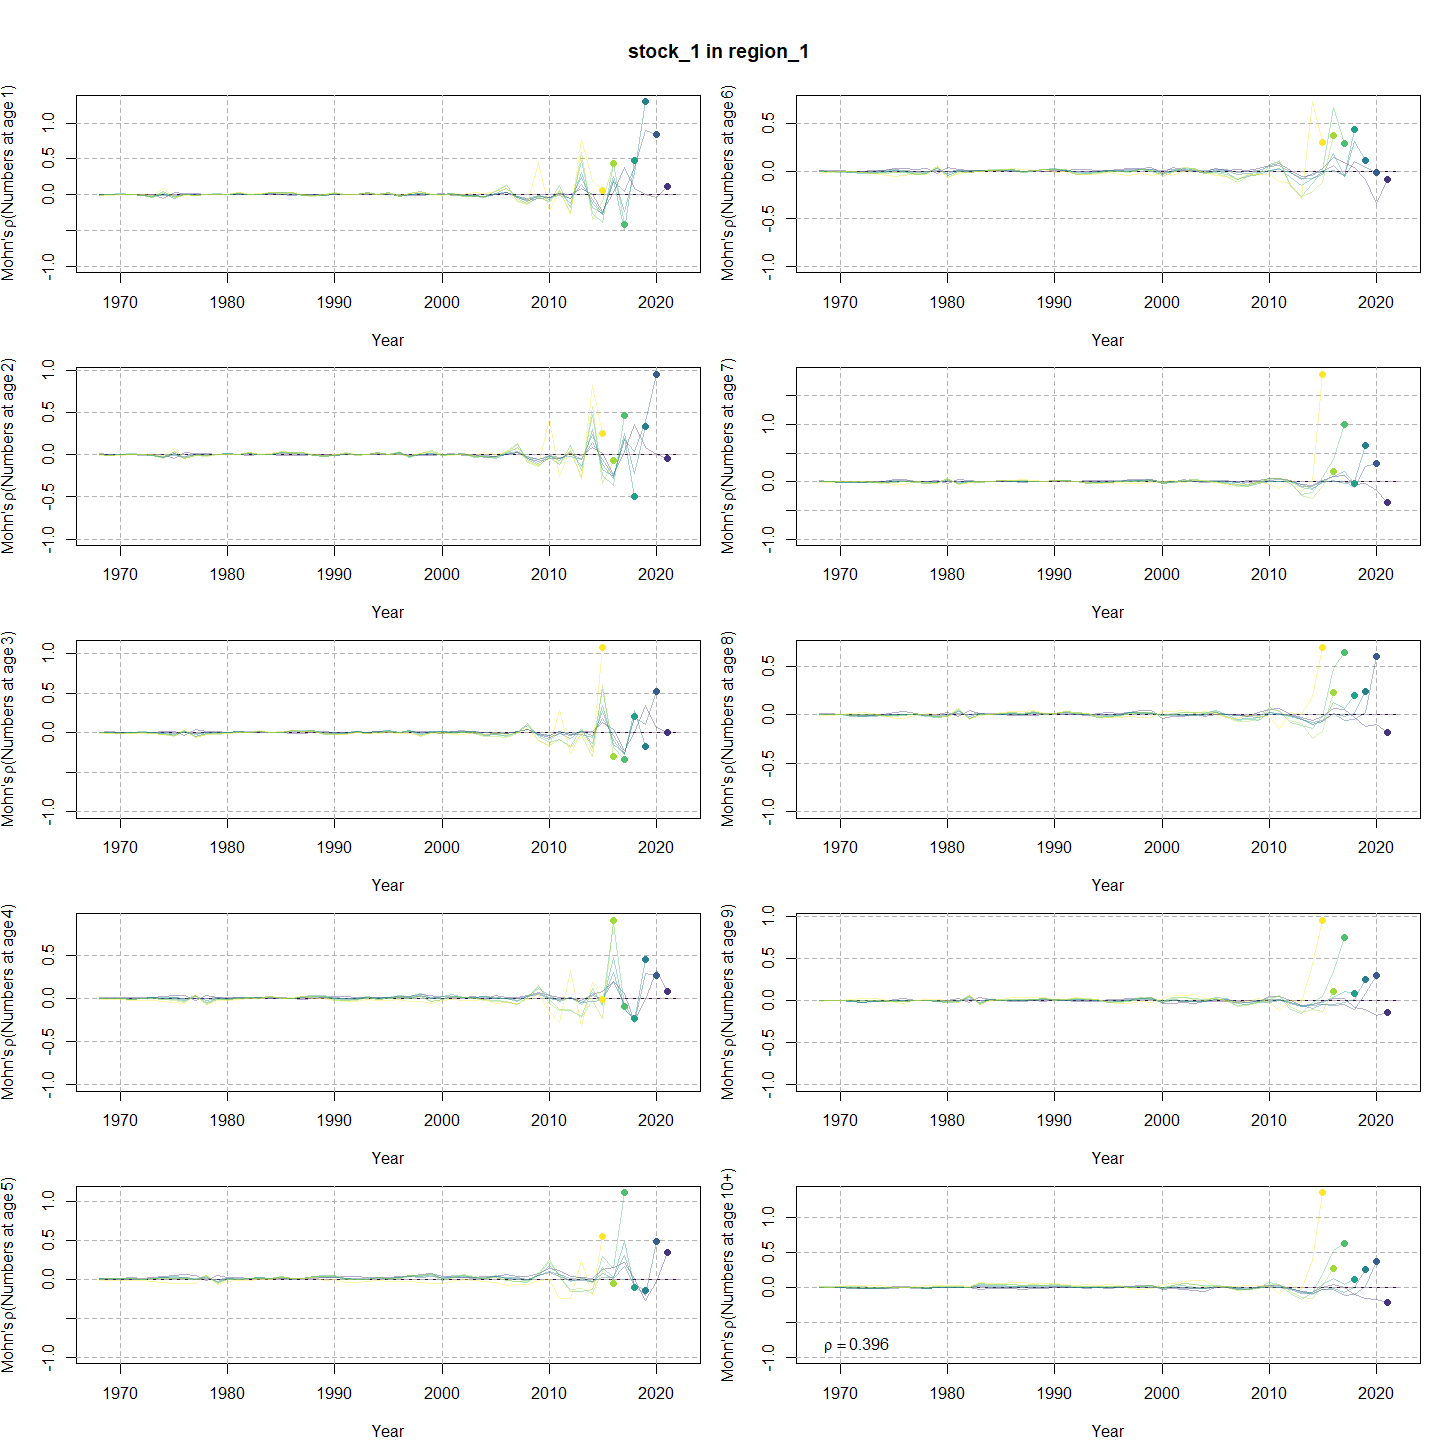 stock_1 in region_1
Mohn's ρ(Numbers at age 1)
-1.0 0.0 0.5 1.0
1970 1980 1990 2000 2010 2020
Year
Mohn's ρ(Numbers at age 6)
-1.0 -0.5 0.0 0.5
1970 1980 1990 2000 2010 2020
Year
Mohn's ρ(Numbers at age 2)
-1.0 -0.5 0.0 0.5 1.0
1970 1980 1990 2000 2010 2020
Year
Mohn's ρ(Numbers at age 7)
-1.0 0.0 1.0
1970 1980 1990 2000 2010 2020
Year
Mohn's ρ(Numbers at age 3)
-1.0 0.0 0.5 1.0
1970 1980 1990 2000 2010 2020
Year
Mohn's ρ(Numbers at age 8)
-1.0 -0.5 0.0 0.5
1970 1980 1990 2000 2010 2020
Year
Mohn's ρ(Numbers at age 4)
-1.0 -0.5 0.0 0.5
1970 1980 1990 2000 2010 2020
Year
Mohn's ρ(Numbers at age 9)
-1.0 -0.5 0.0 0.5 1.0
1970 1980 1990 2000 2010 2020
Year
Mohn's ρ(Numbers at age 5)
-1.0 0.0 0.5 1.0
1970 1980 1990 2000 2010 2020
Year
Mohn's ρ(Numbers at age 10+)
-1.0 0.0 0.5 1.0
ρ = 0.396
1970 1980 1990 2000 2010 2020
Year